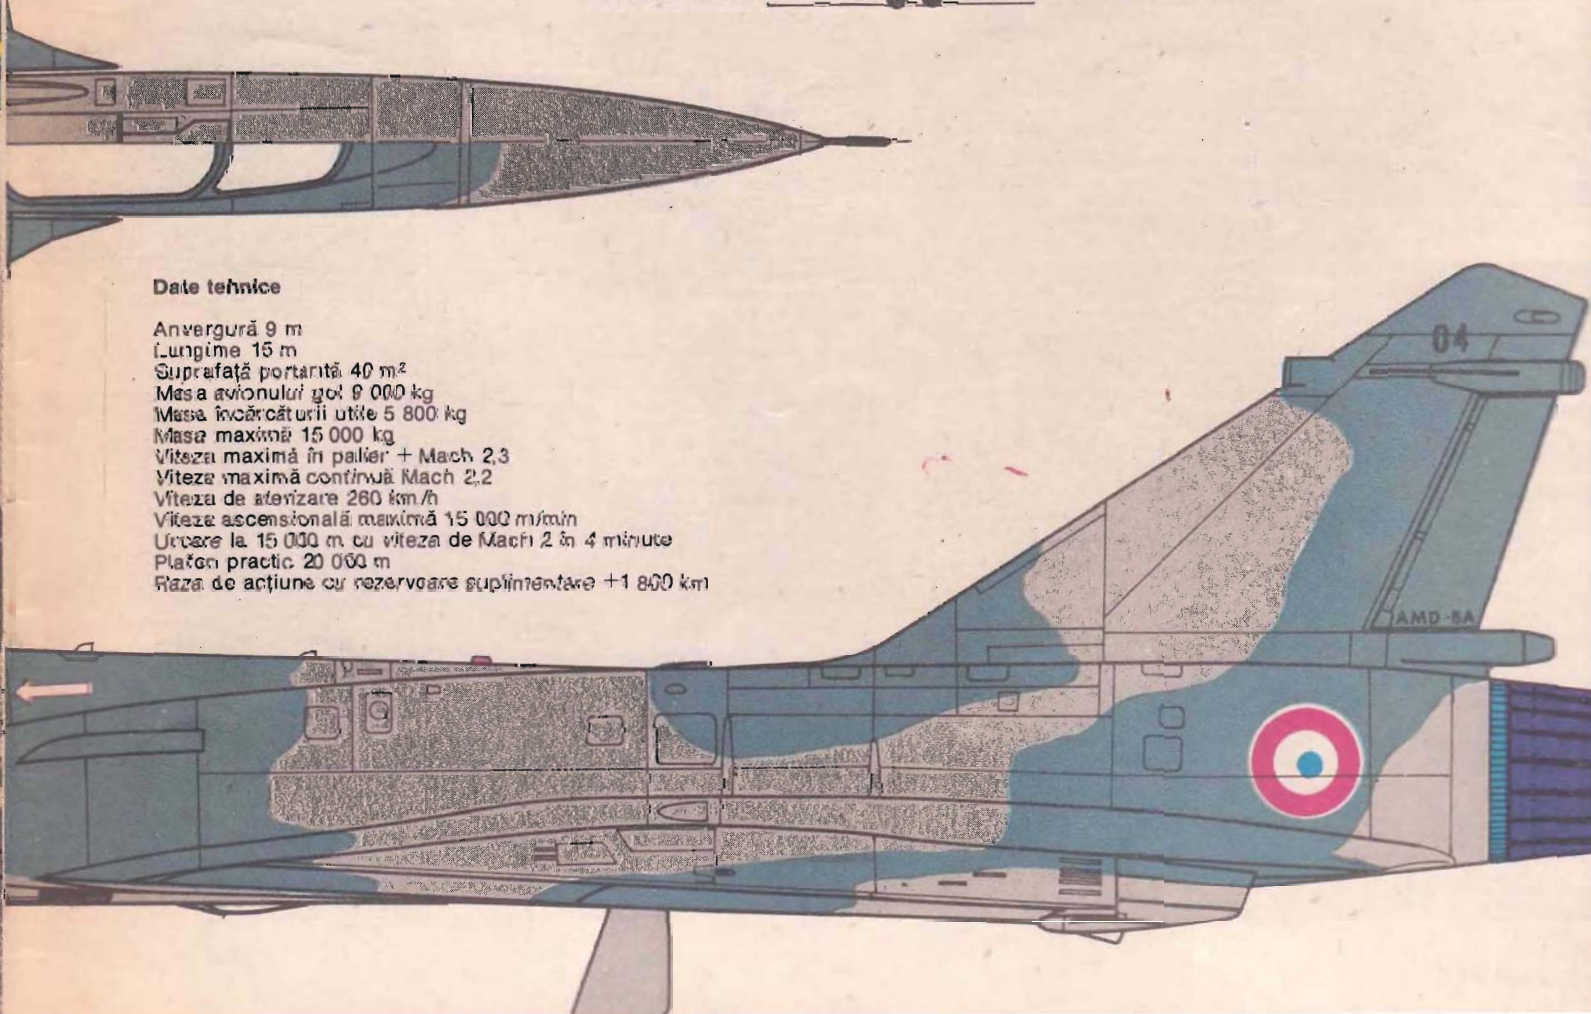 Date tehnice
Anvergură 9 m
Lungime 15 m
Suprafață portantă 40 m²
Masa avionului gol 9 000 kg
Masa încărcăturii utile 5 800 kg
Masa maximă 15 000 kg
Viteza maximă în palier + Mach 2,3
Viteza maximă continuă Mach 2,2
Viteza de aterizare 260 km/h
Viteza ascensională maximă 15 000 m/min
Urcare la 15 000 m cu viteza de Mach 2 în 4 minute
Plafon practic 20 000 m
Raza de acțiune cu rezervoare suplimentare +1 800 km
04
AMD-BA